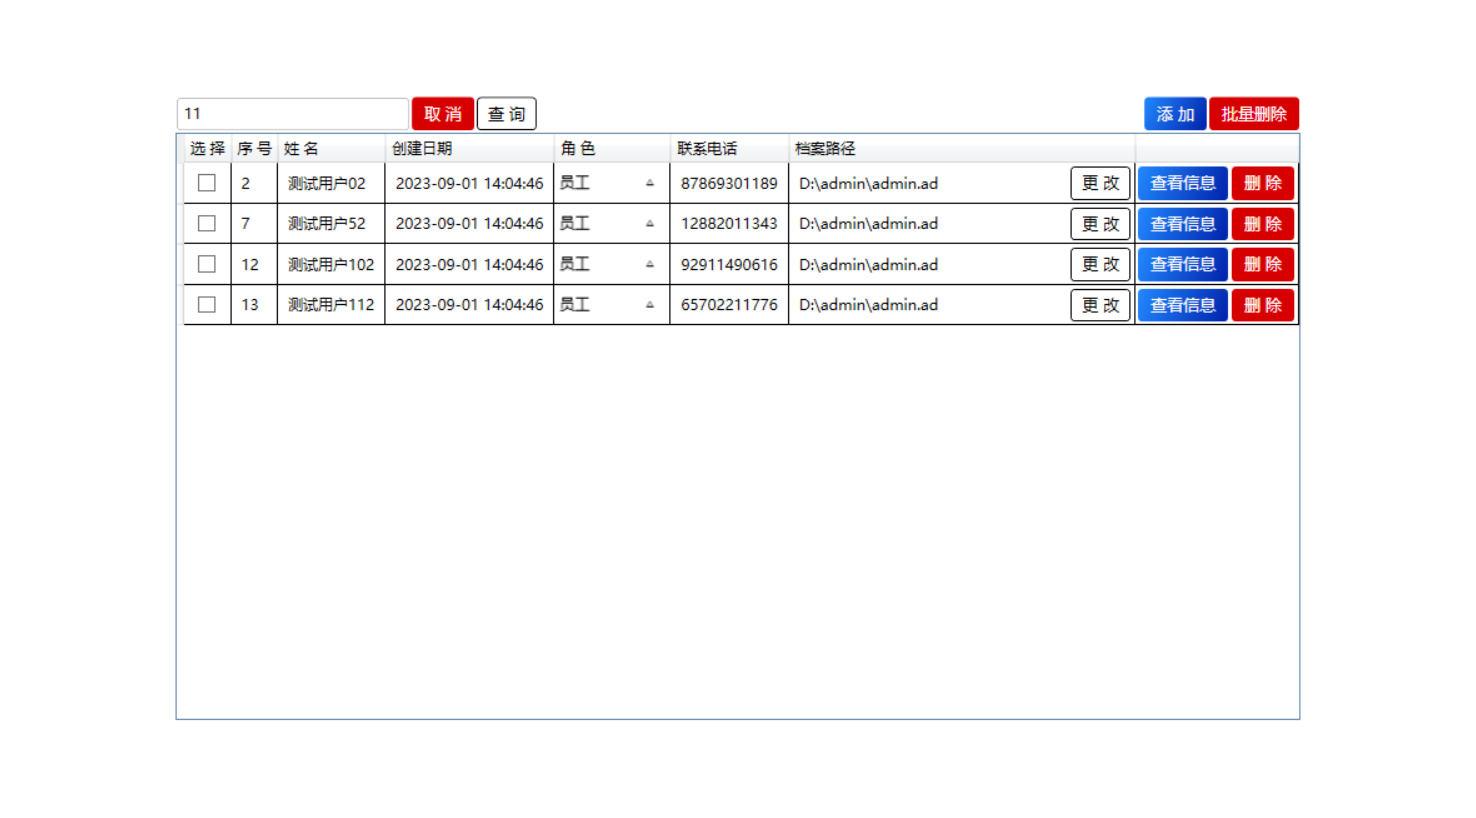 11 取 消 查 询 添 加 批量删除
选 择 序 号 姓 名 创建日期 角 色 联系电话 档案路径
2 测试用户02 2023-09-01 14:04:46 员工 87869301189 D:\admin\admin.ad 更 改 查看信息 删 除
7 测试用户52 2023-09-01 14:04:46 员工 12882011343 D:\admin\admin.ad 更 改 查看信息 删 除
12 测试用户102 2023-09-01 14:04:46 员工 92911490616 D:\admin\admin.ad 更 改 查看信息 删 除
13 测试用户112 2023-09-01 14:04:46 员工 65702211776 D:\admin\admin.ad 更 改 查看信息 删 除